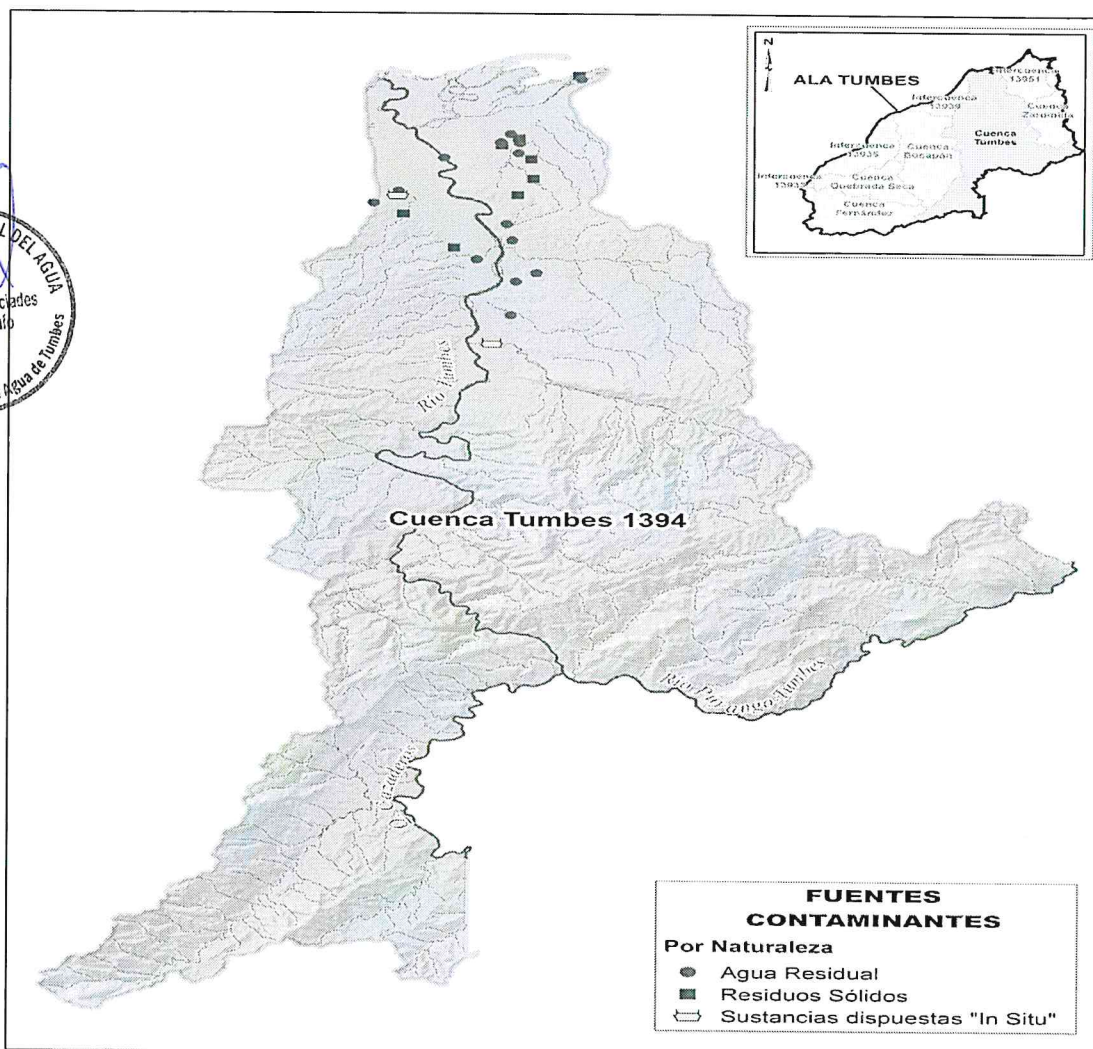 N
ALA TUMBES
Intercuenca
13951
Intercuenca
13939
Cuenca
Zarumilla
Cuenca
Tumbes
Intercuenca
13935
Cuenca
Bocapán
Intercuenca
13933
Cuenca
Quebrada Seca
Cuenca
Fernández
L DEL AGUA
Agua de Tumbes
Río Tumbes
Cuenca Tumbes 1394
Río Puyango Tumbes
Cazaderos
FUENTES
CONTAMINANTES
Por Naturaleza
Agua Residual
Residuos Sólidos
Sustancias dispuestas "In Situ"